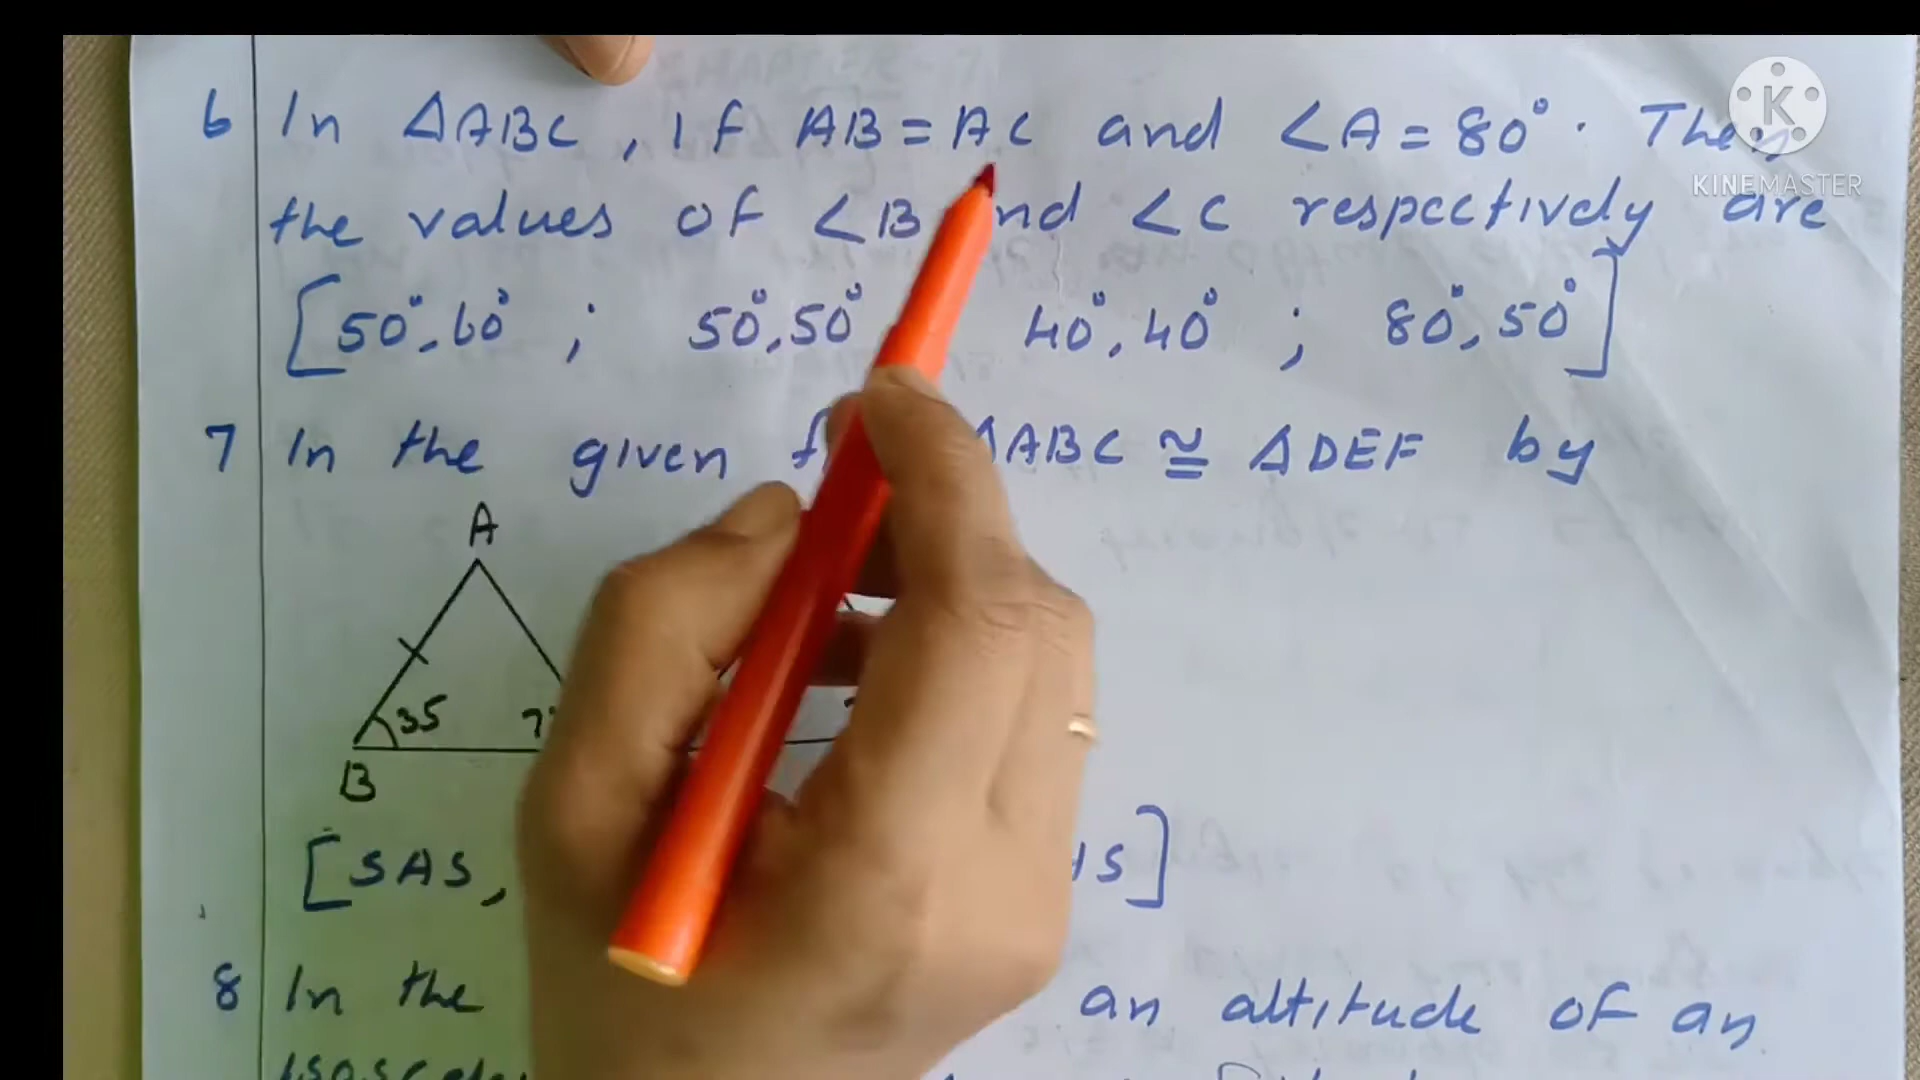 6 In ΔABC, if AB = AC and ∠A = 80°. Then
the values of ∠B and ∠C respectively are
[50°, 60° ; 50°, 50° 40°, 40° ; 80°, 50°]
7 In the given ΔABC ≅ ΔDEF by
A
35
B
[SAS, ]
8 In the an altitude of an
K
KINEMASTER